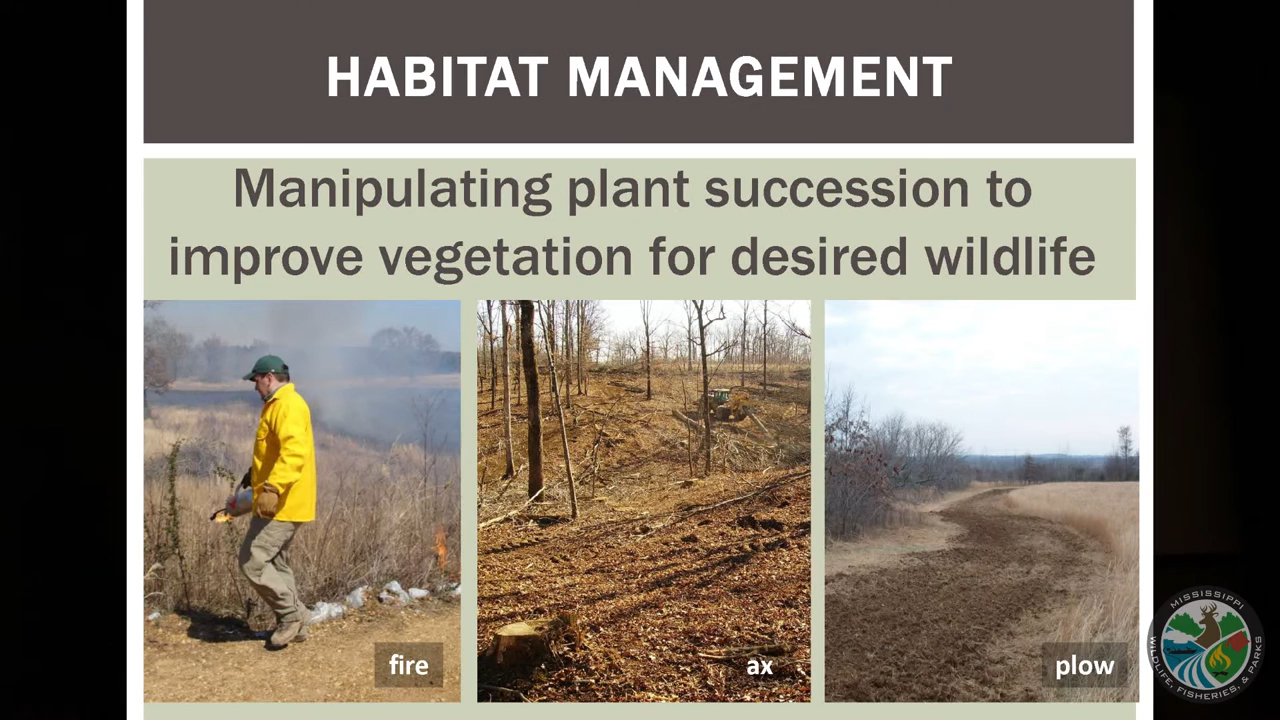 HABITAT MANAGEMENT
Manipulating plant succession to
improve vegetation for desired wildlife
fire
ax
plow
MISSISSIPPI
WILDLIFE, FISHERIES, & PARKS